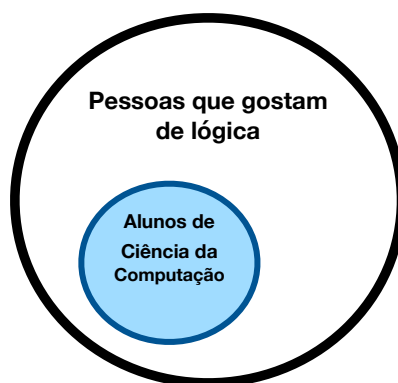 Pessoas que gostam
de lógica
Alunos de
Ciência da
Computação